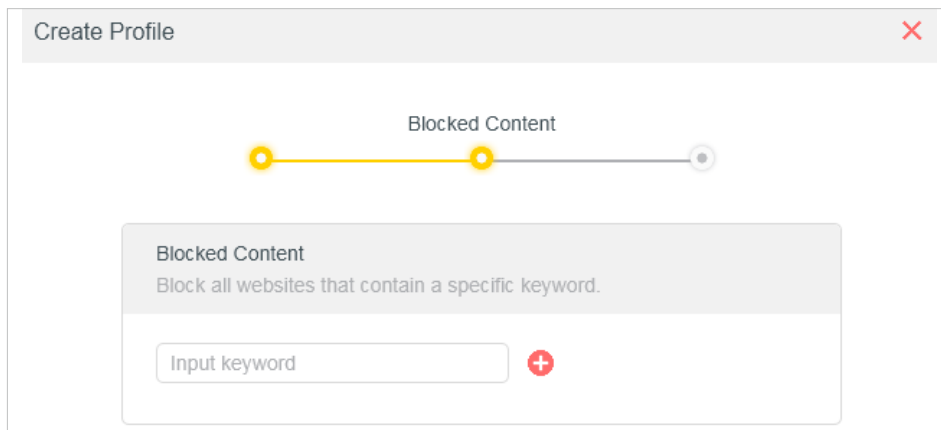 Create Profile
Blocked Content
Blocked Content
Block all websites that contain a specific keyword.
Input keyword